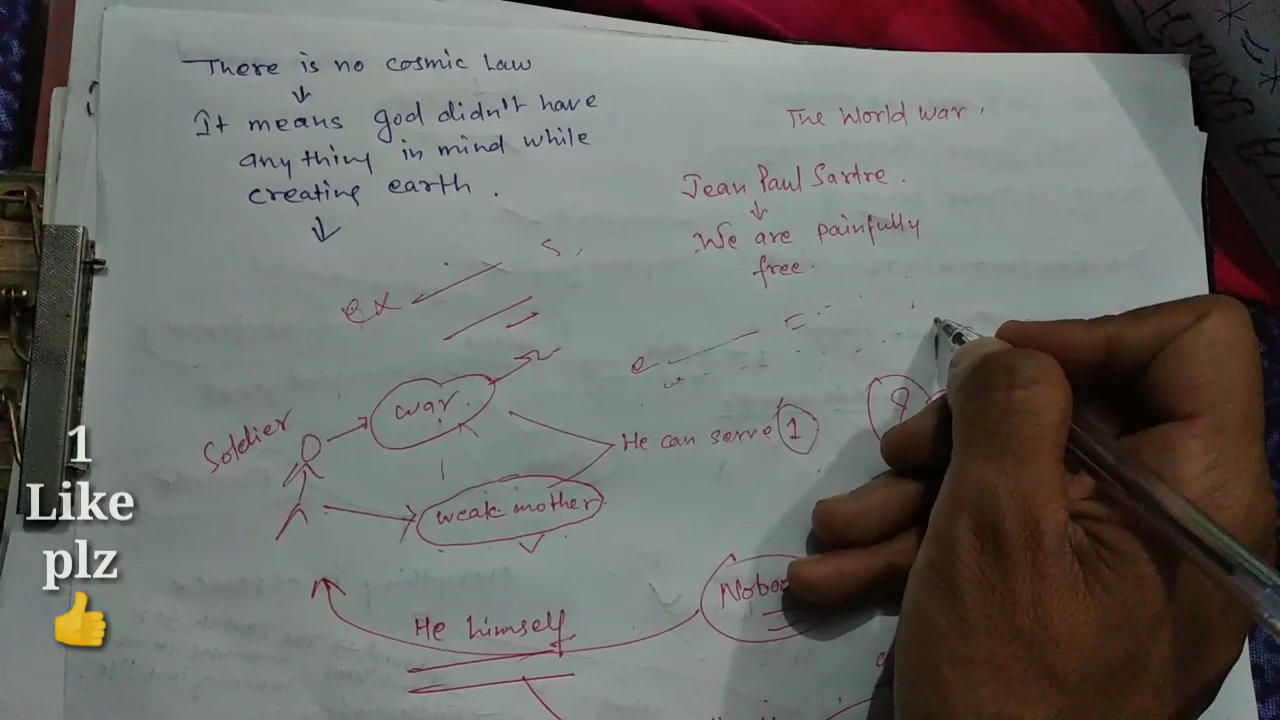 There is no cosmic Law
It means god didn't have
any thing in mind while
creating earth.
The World War.
Jean Paul Sartre.
We are painfully
free.
ex
s,
e
Soldier
war.
weak mother
He can serve 1
He himself
1
Like
plz